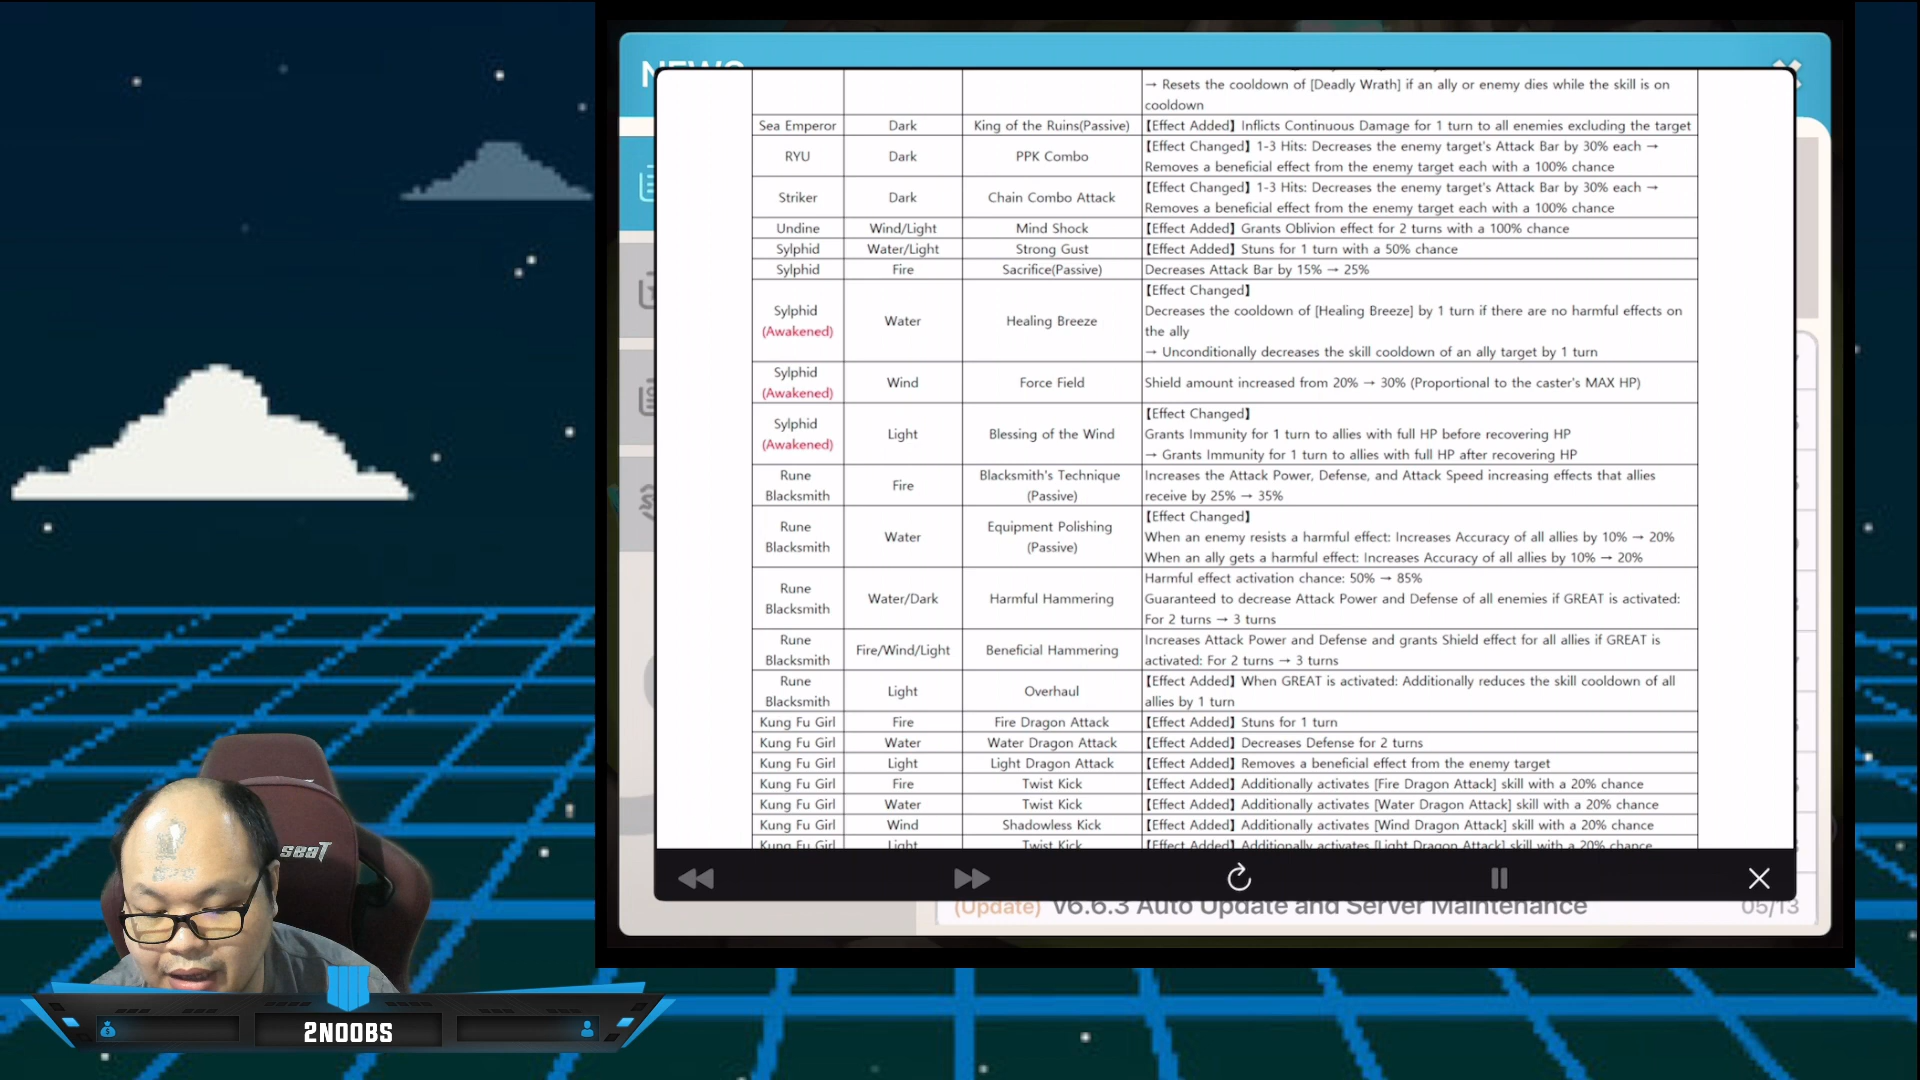 NEWS
→ Resets the cooldown of [Deadly Wrath] if an ally or enemy dies while the skill is on
cooldown
Sea Emperor Dark King of the Ruins(Passive) 【Effect Added】 Inflicts Continuous Damage for 1 turn to all enemies excluding the target
RYU Dark PPK Combo 【Effect Changed】 1-3 Hits: Decreases the enemy target's Attack Bar by 30% each →
Removes a beneficial effect from the enemy target each with a 100% chance
Striker Dark Chain Combo Attack 【Effect Changed】 1-3 Hits: Decreases the enemy target's Attack Bar by 30% each →
Removes a beneficial effect from the enemy target each with a 100% chance
Undine Wind/Light Mind Shock 【Effect Added】 Grants Oblivion effect for 2 turns with a 100% chance
Sylphid Water/Light Strong Gust 【Effect Added】 Stuns for 1 turn with a 50% chance
Sylphid Fire Sacrifice(Passive) Decreases Attack Bar by 15% → 25%
Sylphid
(Awakened) Water Healing Breeze 【Effect Changed】
Decreases the cooldown of [Healing Breeze] by 1 turn if there are no harmful effects on
the ally
→ Unconditionally decreases the skill cooldown of an ally target by 1 turn
Sylphid
(Awakened) Wind Force Field Shield amount increased from 20% → 30% (Proportional to the caster's MAX HP)
Sylphid
(Awakened) Light Blessing of the Wind 【Effect Changed】
Grants Immunity for 1 turn to allies with full HP before recovering HP
→ Grants Immunity for 1 turn to allies with full HP after recovering HP
Rune
Blacksmith Fire Blacksmith's Technique
(Passive) Increases the Attack Power, Defense, and Attack Speed increasing effects that allies
receive by 25% → 35%
Rune
Blacksmith Water Equipment Polishing
(Passive) 【Effect Changed】
When an enemy resists a harmful effect: Increases Accuracy of all allies by 10% → 20%
When an ally gets a harmful effect: Increases Accuracy of all allies by 10% → 20%
Rune
Blacksmith Water/Dark Harmful Hammering Harmful effect activation chance: 50% → 85%
Guaranteed to decrease Attack Power and Defense of all enemies if GREAT is activated:
For 2 turns → 3 turns
Rune
Blacksmith Fire/Wind/Light Beneficial Hammering Increases Attack Power and Defense and grants Shield effect for all allies if GREAT is
activated: For 2 turns → 3 turns
Rune
Blacksmith Light Overhaul 【Effect Added】 When GREAT is activated: Additionally reduces the skill cooldown of all
allies by 1 turn
Kung Fu Girl Fire Fire Dragon Attack 【Effect Added】 Stuns for 1 turn
Kung Fu Girl Water Water Dragon Attack 【Effect Added】 Decreases Defense for 2 turns
Kung Fu Girl Light Light Dragon Attack 【Effect Added】 Removes a beneficial effect from the enemy target
Kung Fu Girl Fire Twist Kick 【Effect Added】 Additionally activates [Fire Dragon Attack] skill with a 20% chance
Kung Fu Girl Water Twist Kick 【Effect Added】 Additionally activates [Water Dragon Attack] skill with a 20% chance
Kung Fu Girl Wind Shadowless Kick 【Effect Added】 Additionally activates [Wind Dragon Attack] skill with a 20% chance
Kung Fu Girl Light Twist Kick 【Effect Added】 Additionally activates [Light Dragon Attack] skill with a 20% chance
(Update) V6.6.3 Auto Update and Server Maintenance 05/13
seaT
2NOOBS